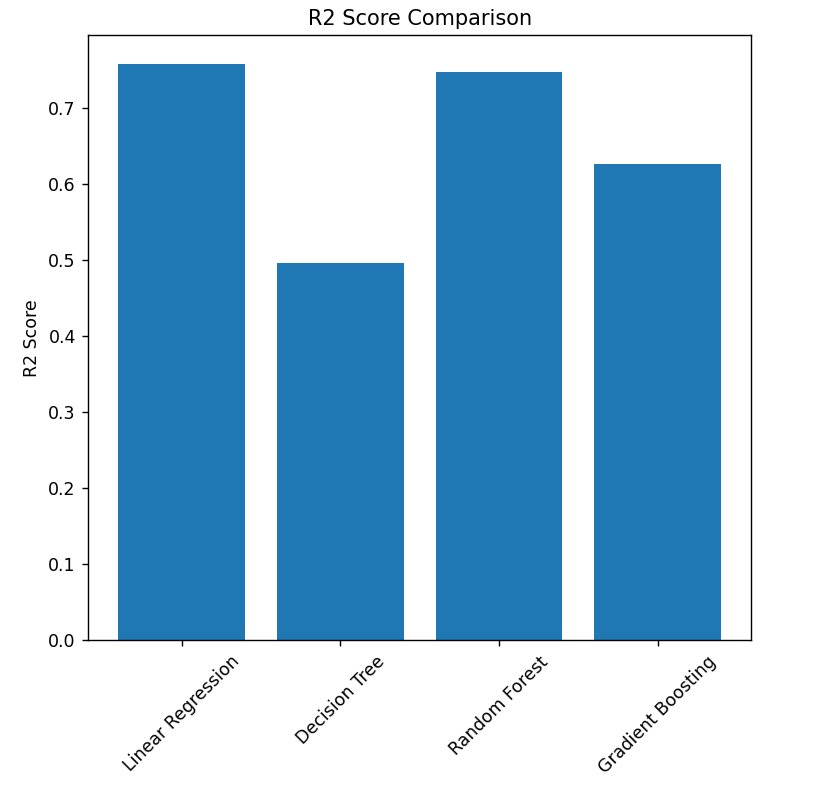 R2 Score Comparison
R2 Score
0.7
0.6
0.5
0.4
0.3
0.2
0.1
0.0
Linear Regression
Decision Tree
Random Forest
Gradient Boosting